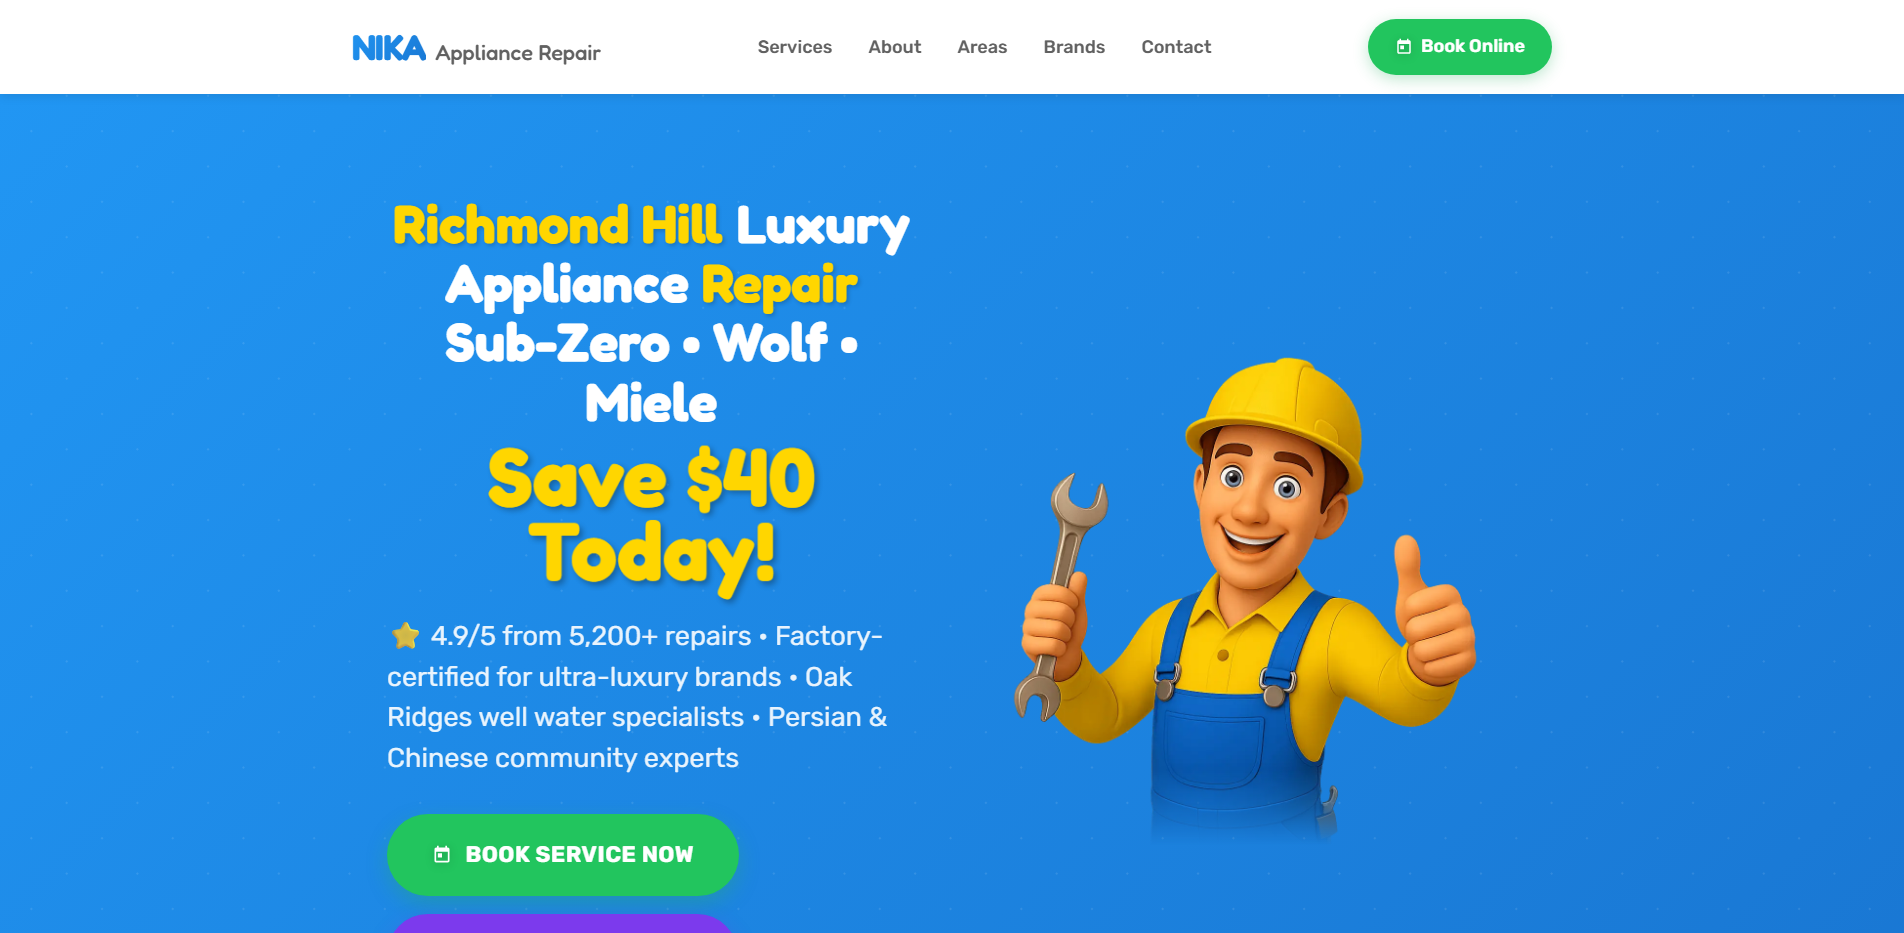 NIKA Appliance Repair
Services About Areas Brands Contact
Book Online
Richmond Hill Luxury
Appliance Repair
Sub-Zero • Wolf •
Miele
Save $40
Today!
4.9/5 from 5,200+ repairs • Factory-
certified for ultra-luxury brands • Oak
Ridges well water specialists • Persian &
Chinese community experts
BOOK SERVICE NOW